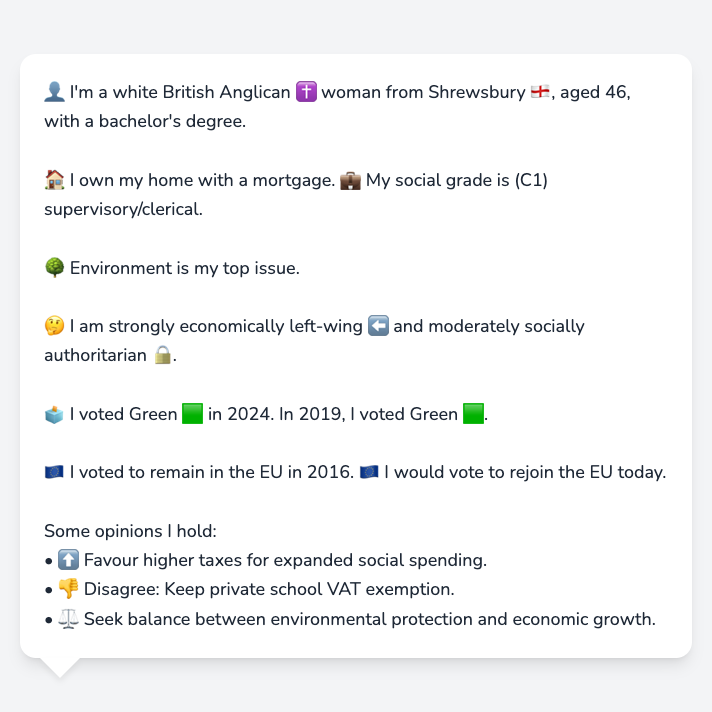 👤 I'm a white British Anglican ✝️ woman from Shrewsbury 🏴󠁧󠁢󠁥󠁮󠁧󠁿, aged 46,
with a bachelor's degree.
🏠 I own my home with a mortgage. 💼 My social grade is (C1)
supervisory/clerical.
🌳 Environment is my top issue.
🤔 I am strongly economically left-wing ⬅️ and moderately socially
authoritarian 🔒.
🗳️ I voted Green 🟩 in 2024. In 2019, I voted Green 🟩.
🇪🇺 I voted to remain in the EU in 2016. 🇪🇺 I would vote to rejoin the EU today.
Some opinions I hold:
• ⬆️ Favour higher taxes for expanded social spending.
• 👎 Disagree: Keep private school VAT exemption.
• ⚖️ Seek balance between environmental protection and economic growth.